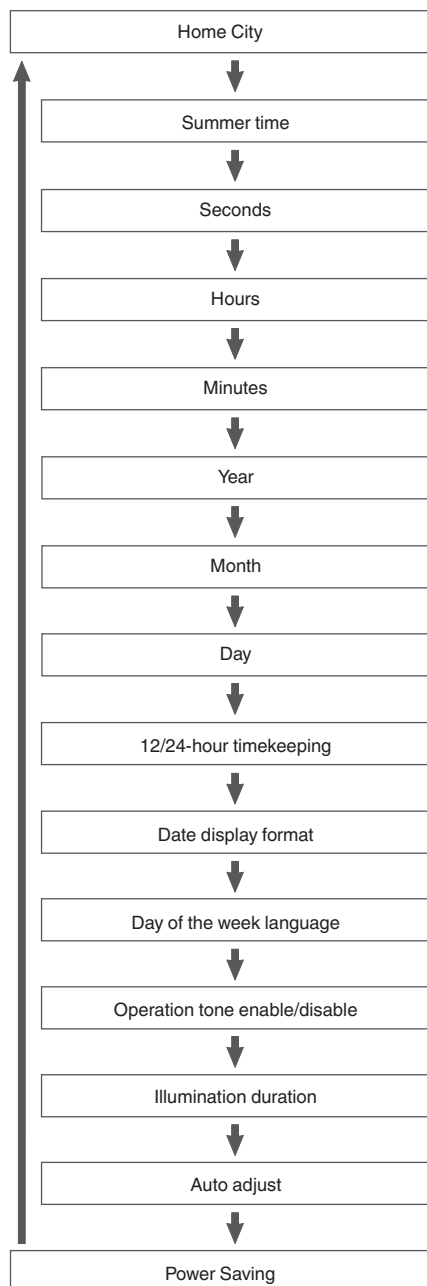 Home City
Summer time
Seconds
Hours
Minutes
Year
Month
Day
12/24-hour timekeeping
Date display format
Day of the week language
Operation tone enable/disable
Illumination duration
Auto adjust
Power Saving